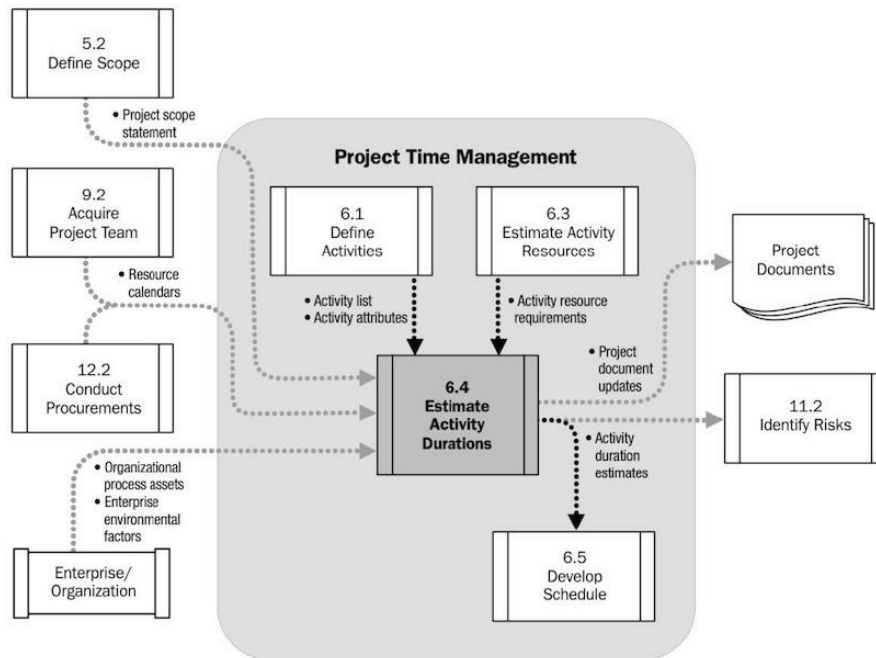 5.2
Define Scope
• Project scope
statement
Project Time Management
9.2
Acquire
Project Team
6.1
Define
Activities
6.3
Estimate Activity
Resources
Project
Documents
• Resource
calendars
• Activity list
• Activity attributes
• Activity resource
requirements
12.2
Conduct
Procurements
6.4
Estimate
Activity
Durations
• Project
document
updates
11.2
Identify Risks
• Activity
duration
estimates
• Organizational
process assets
• Enterprise
environmental
factors
Enterprise/
Organization
6.5
Develop
Schedule